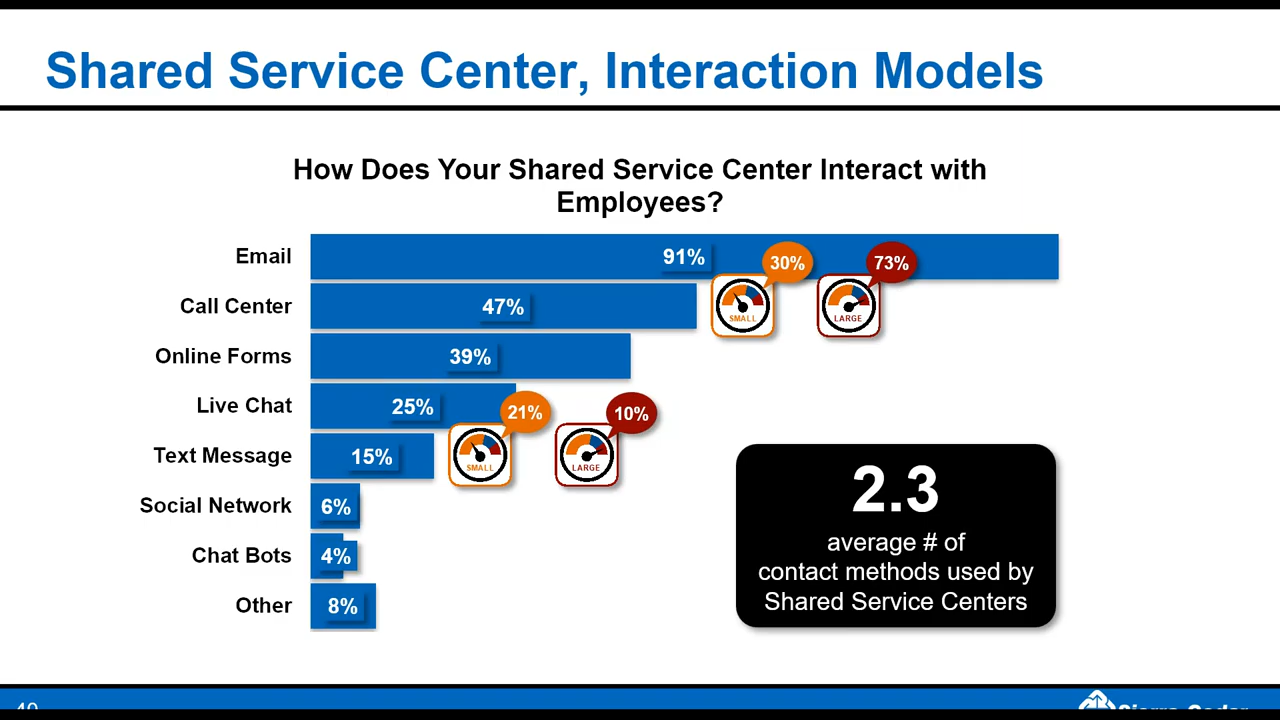 Shared Service Center, Interaction Models
How Does Your Shared Service Center Interact with
Employees?
Email
91%
30%
73%
Call Center
47%
SMALL
LARGE
Online Forms
39%
Live Chat
25%
21%
10%
Text Message
15%
SMALL
LARGE
Social Network
6%
Chat Bots
4%
Other
8%
2.3
average # of
contact methods used by
Shared Service Centers